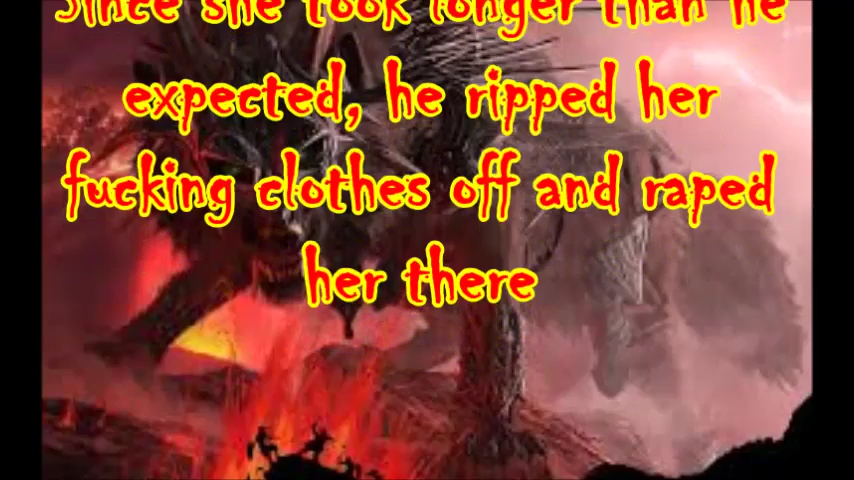 Since she took longer than he
expected, he ripped her
fucking clothes off and raped
her there